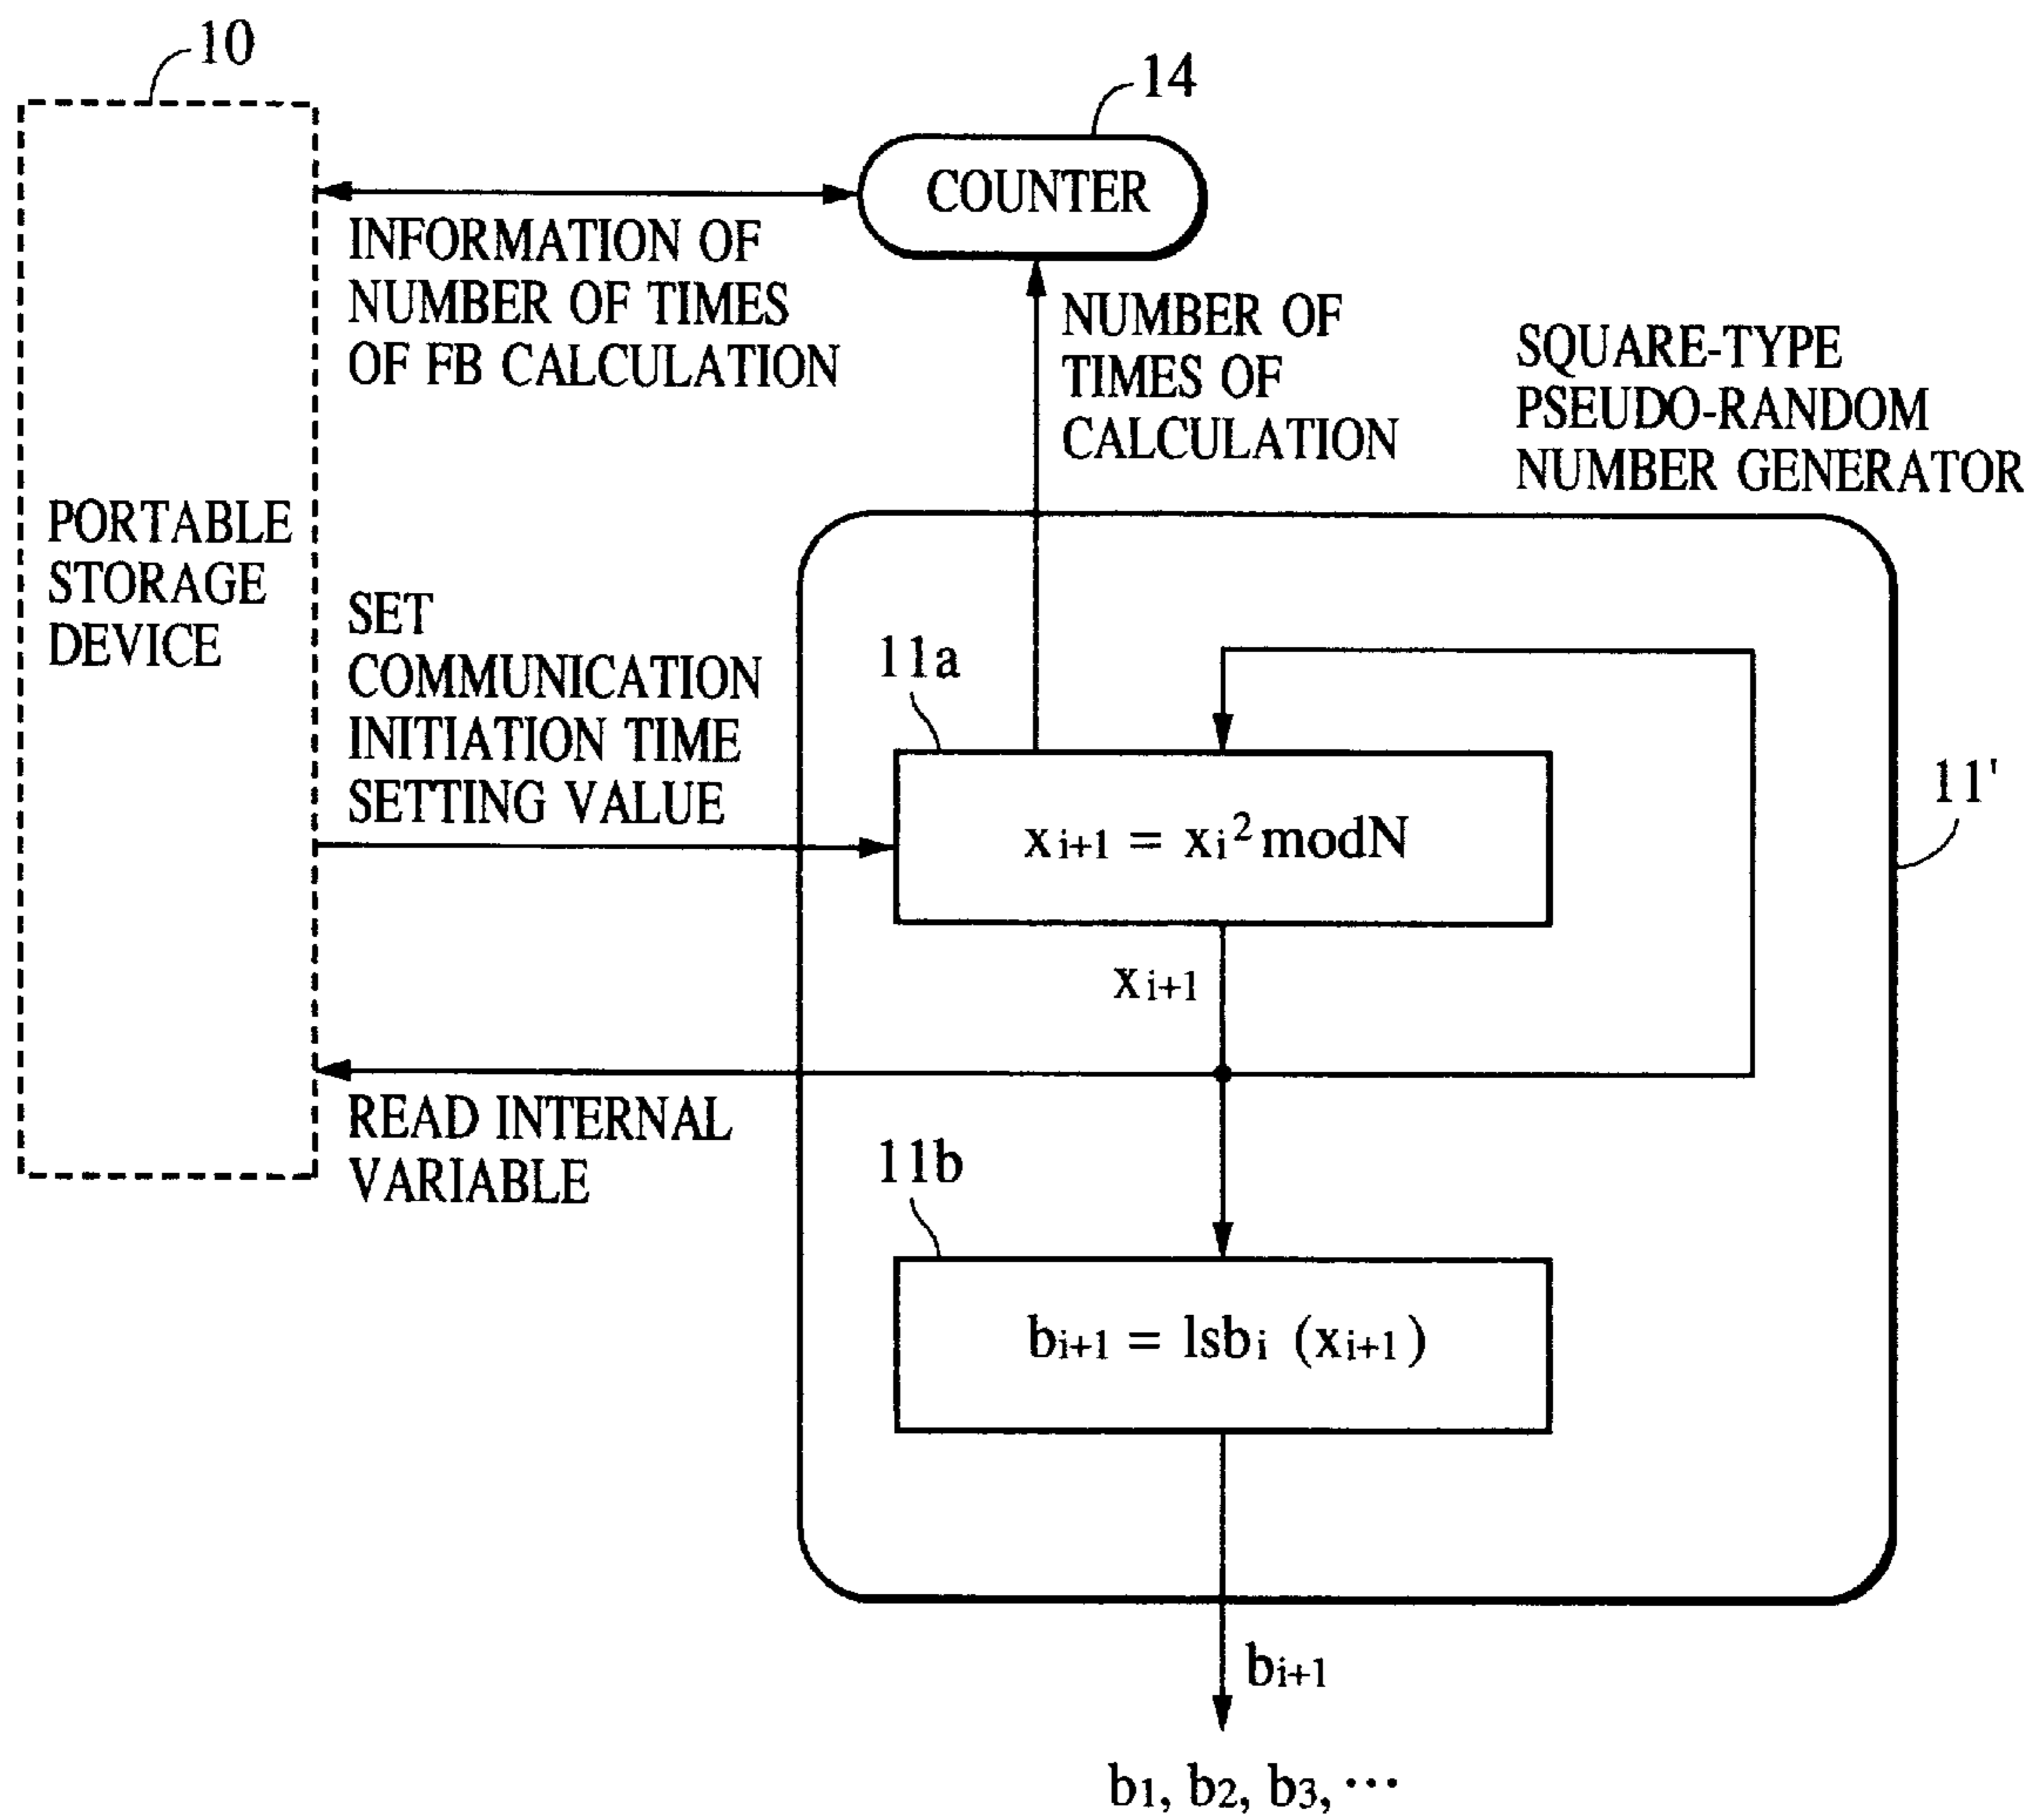 10
14
COUNTER
INFORMATION OF
NUMBER OF TIMES
OF FB CALCULATION
NUMBER OF
TIMES OF
CALCULATION
SQUARE-TYPE
PSEUDO-RANDOM
NUMBER GENERATOR
PORTABLE
STORAGE
DEVICE
SET
COMMUNICATION
INITIATION TIME
SETTING VALUE
11a
11'
xᵢ₊₁ = xᵢ² modN
xᵢ₊₁
READ INTERNAL
VARIABLE
11b
bᵢ₊₁ = lsbᵢ (xᵢ₊₁)
bᵢ₊₁
b₁, b₂, b₃, ···